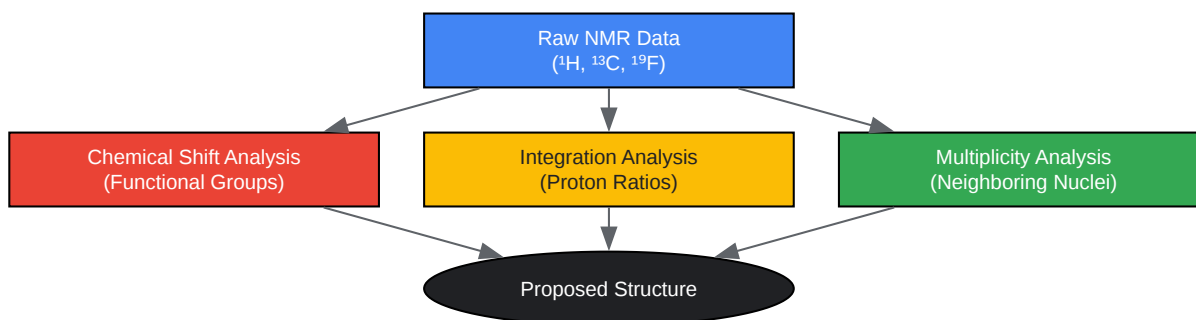 Raw NMR Data
(¹H, ¹³C, ¹⁹F)
Chemical Shift Analysis
(Functional Groups)
Integration Analysis
(Proton Ratios)
Multiplicity Analysis
(Neighboring Nuclei)
Proposed Structure